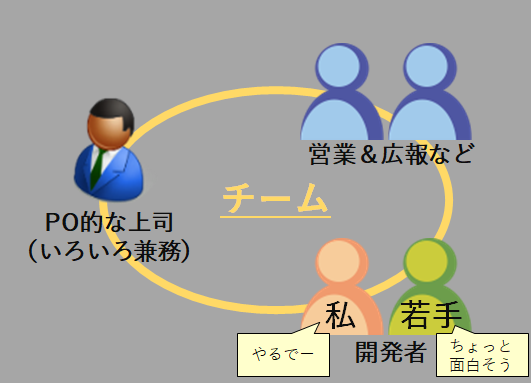 営業＆広報など
チーム
PO的な上司
（いろいろ兼務）
私
若手
開発者
やるでー
ちょっと
面白そう